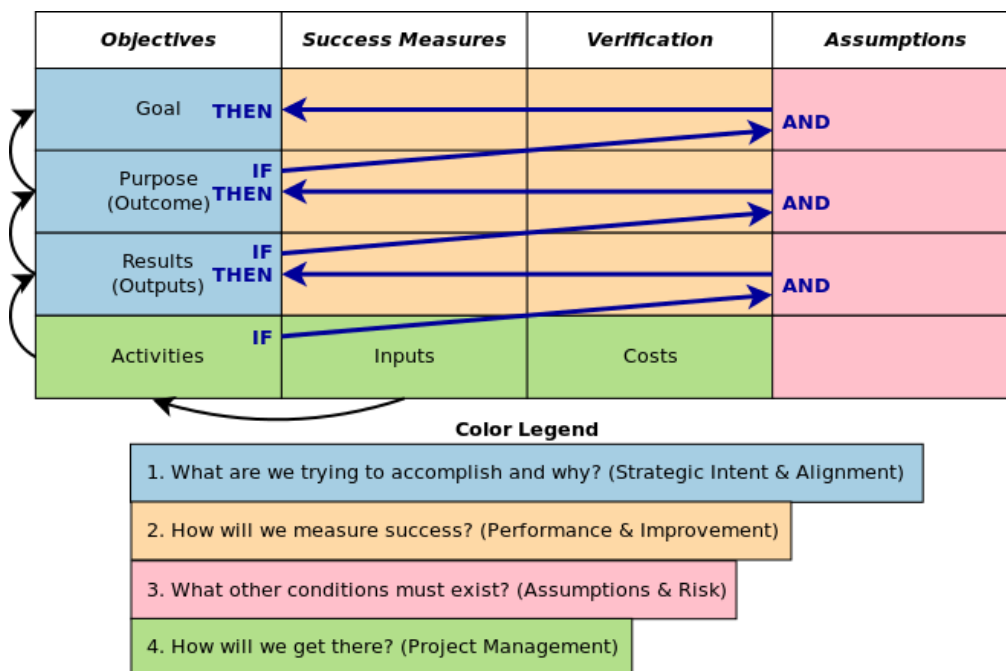 Objectives
Success Measures
Verification
Assumptions
Goal
THEN
AND
IF
Purpose
(Outcome)
THEN
AND
IF
Results
(Outputs)
THEN
AND
IF
Activities
Inputs
Costs
Color Legend
1. What are we trying to accomplish and why? (Strategic Intent & Alignment)
2. How will we measure success? (Performance & Improvement)
3. What other conditions must exist? (Assumptions & Risk)
4. How will we get there? (Project Management)